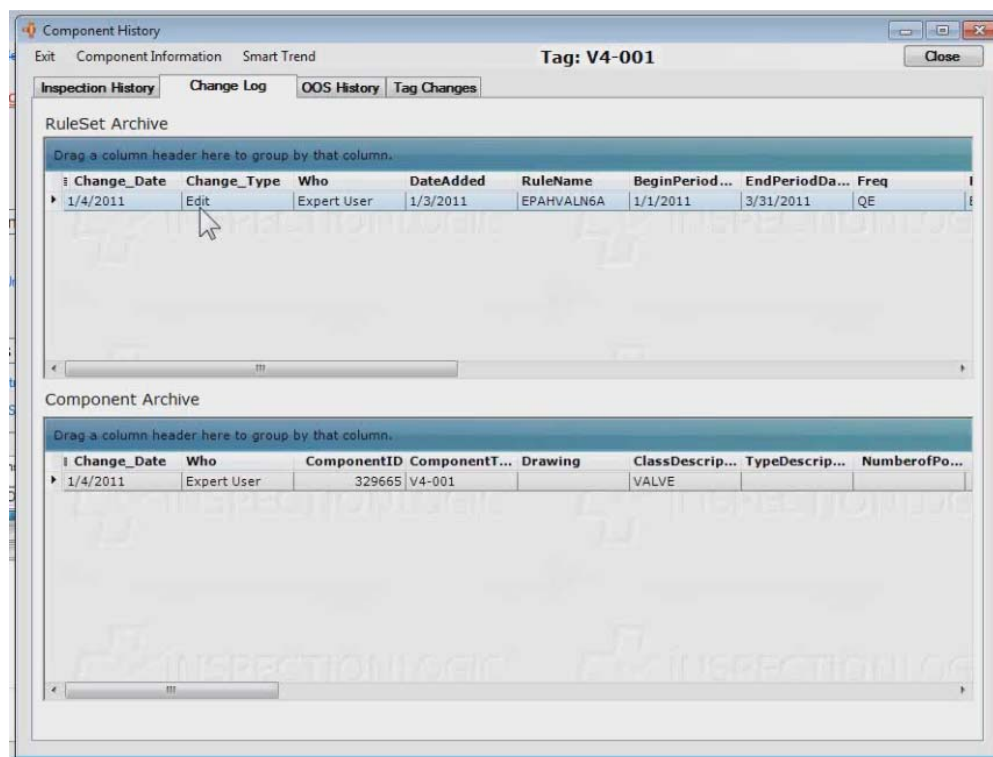 Component History
Exit Component Information Smart Trend Tag: V4-001 Close
Inspection History Change Log OOS History Tag Changes
RuleSet Archive
Drag a column header here to group by that column.
Change_Date Change_Type Who DateAdded RuleName BeginPeriod... EndPeriodDa... Freq
1/4/2011 Edit Expert User 1/3/2011 EPAHVALN6A 1/1/2011 3/31/2011 QE
Component Archive
Drag a column header here to group by that column.
Change_Date Who ComponentID ComponentT... Drawing ClassDescrip... TypeDescrip... NumberofPo...
1/4/2011 Expert User 329665 V4-001 VALVE
INSPECTIONLOGIC